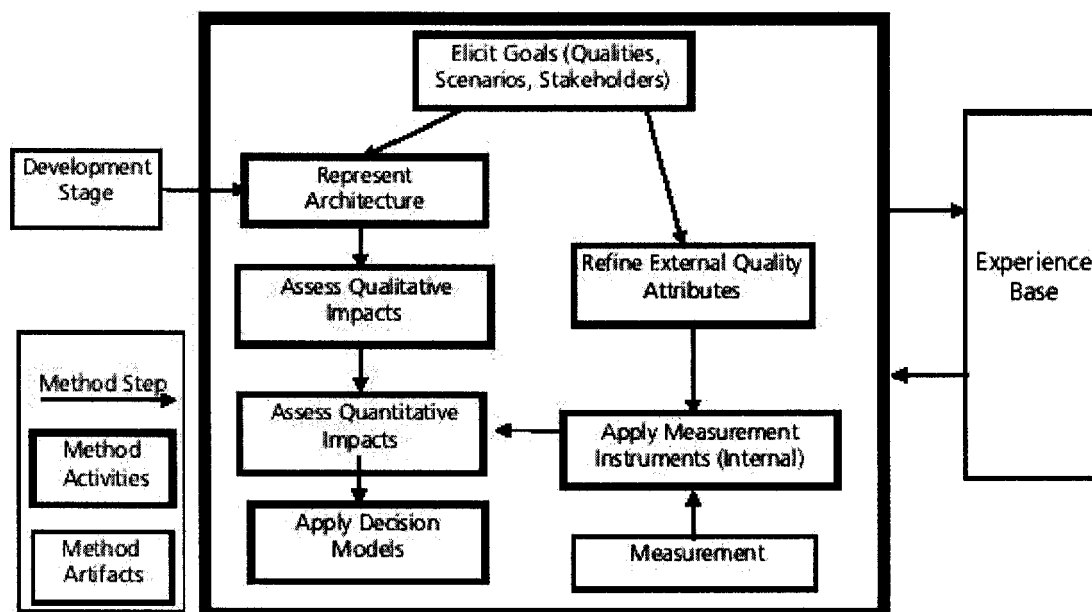 Elicit Goals (Qualities,
Scenarios, Stakeholders)
Development
Stage
Represent
Architecture
Assess Qualitative
Impacts
Refine External Quality
Attributes
Experience
Base
Method Step
Method
Activities
Method
Artifacts
Assess Quantitative
Impacts
Apply Measurement
Instruments (Internal)
Apply Decision
Models
Measurement